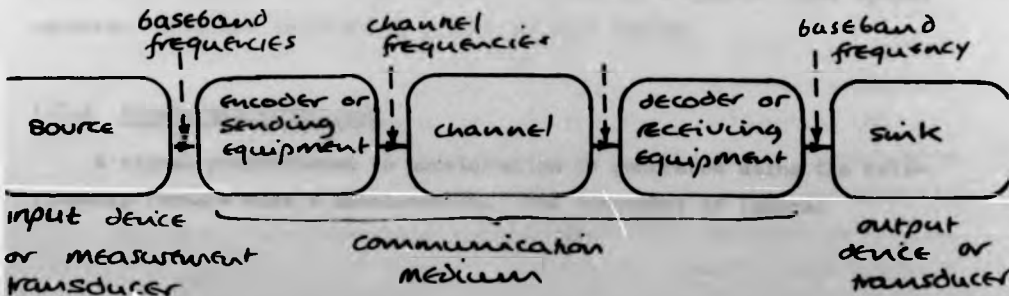 baseband frequencies
channel frequencies
baseband frequency
source
encoder or
sending
equipment
channel
decoder or
receiving
equipment
sink
input device
or measurement
transducer
communication
medium
output
device or
transducer